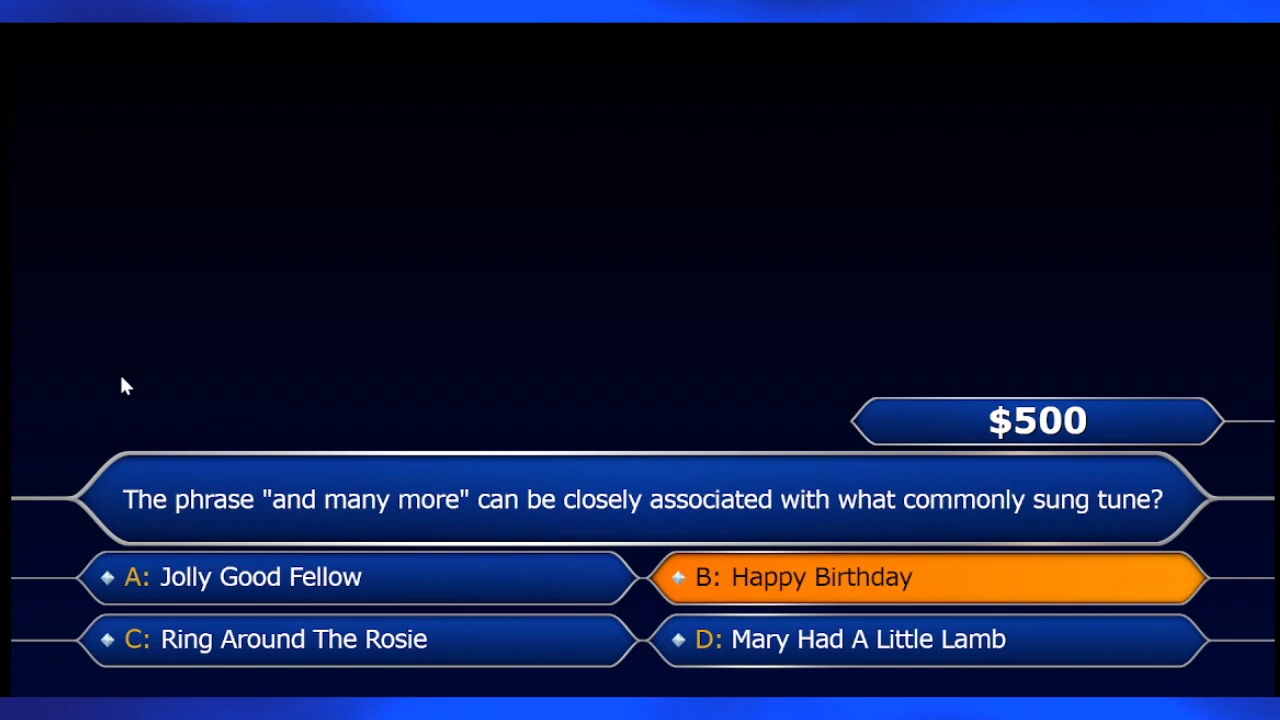 $500
The phrase "and many more" can be closely associated with what commonly sung tune?
A: Jolly Good Fellow
B: Happy Birthday
C: Ring Around The Rosie
D: Mary Had A Little Lamb